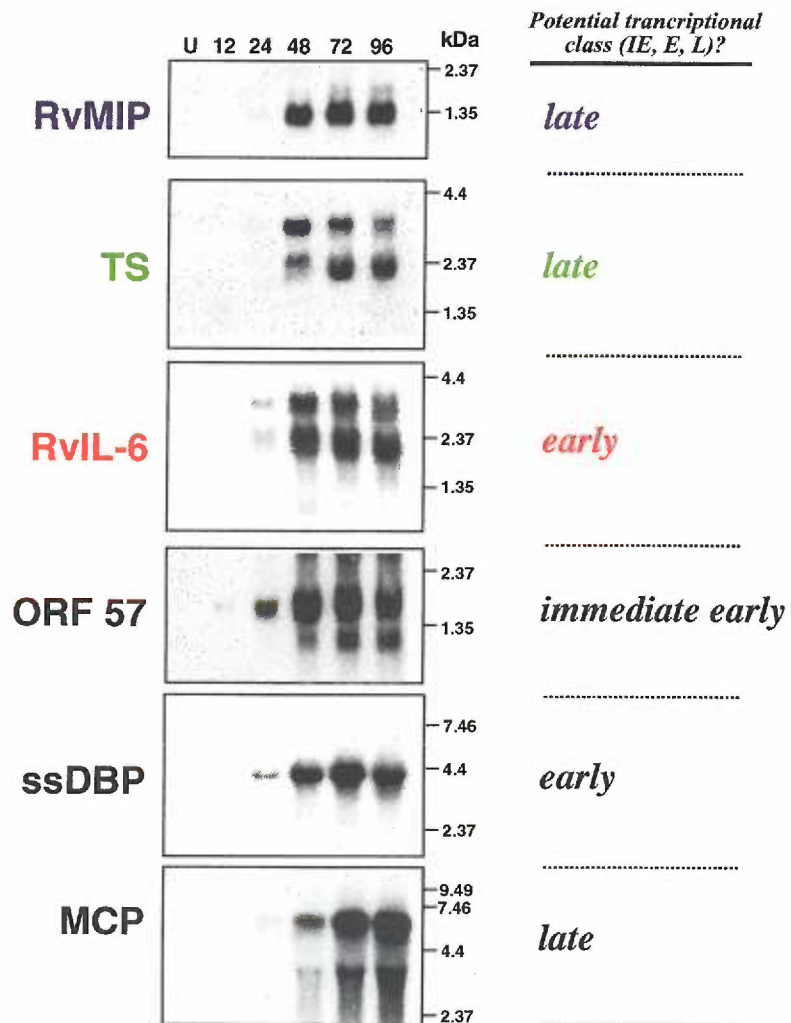 Potential trancriptional
class (IE, E, L)?
U 12 24 48 72 96 kDa
RvMIP
2.37
1.35
late
TS
4.4
2.37
1.35
late
RvIL-6
4.4
2.37
1.35
early
ORF 57
2.37
1.35
immediate early
ssDBP
7.46
4.4
2.37
early
MCP
9.49
7.46
4.4
2.37
late